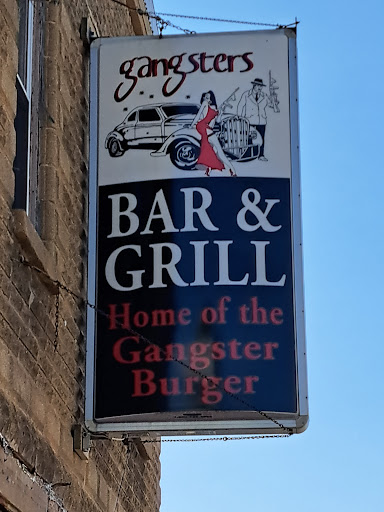 gangsters
BAR &
GRILL
Home of the
Gangster
Burger